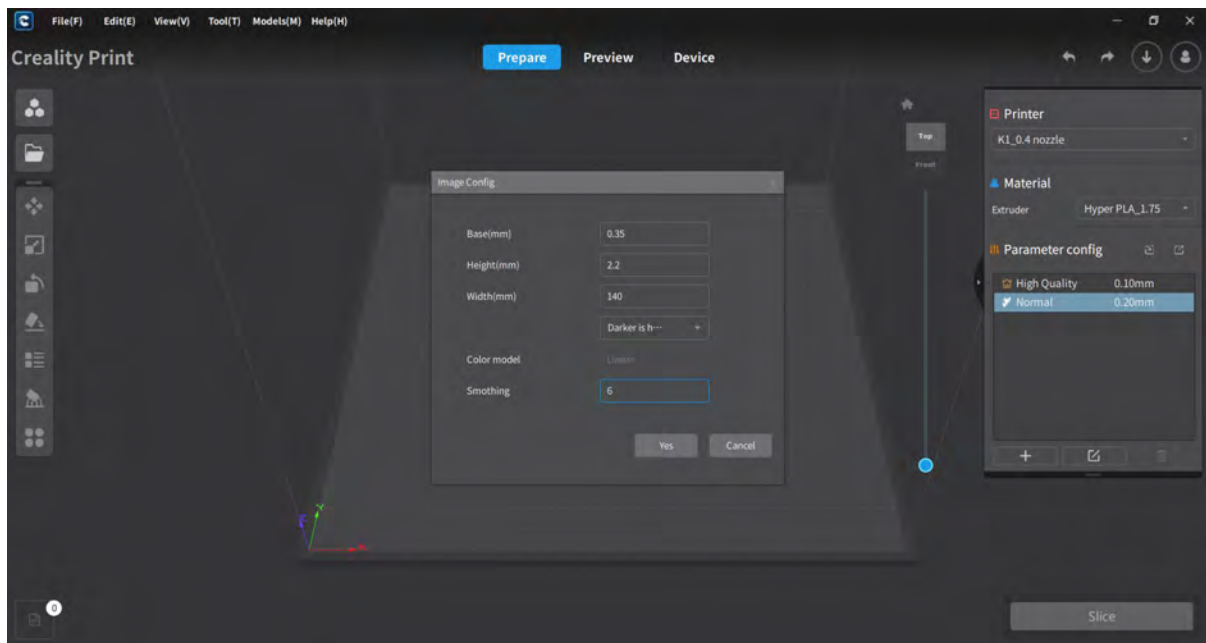 File(F) Edit(E) View(V) Tool(T) Models(M) Help(H)
Creality Print
Prepare Preview Device
Top
Front
Printer
K1_0.4 nozzle
Material
Extruder Hyper PLA_1.75
Parameter config
High Quality 0.10mm
Normal 0.20mm
Image Config
Base(mm) 0.35
Height(mm) 2.2
Width(mm) 140
Darker is h···
Color model Linear
Smothing 6
Yes Cancel
0
Slice